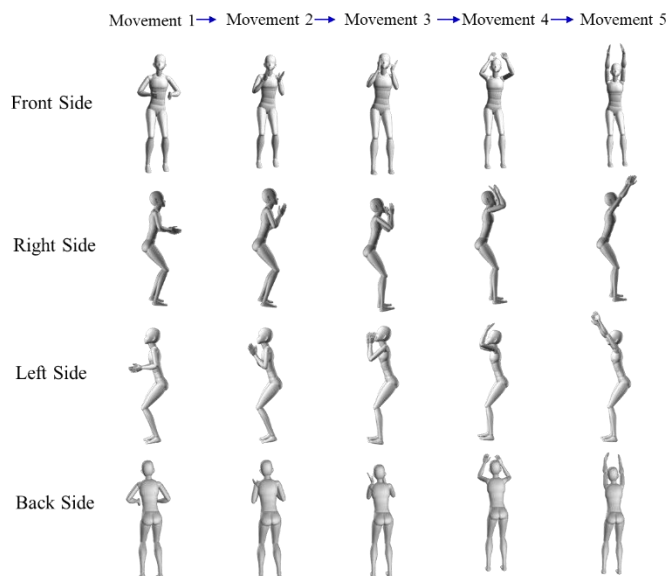 Movement 1 Movement 2 Movement 3 Movement 4 Movement 5
Front Side
Right Side
Left Side
Back Side